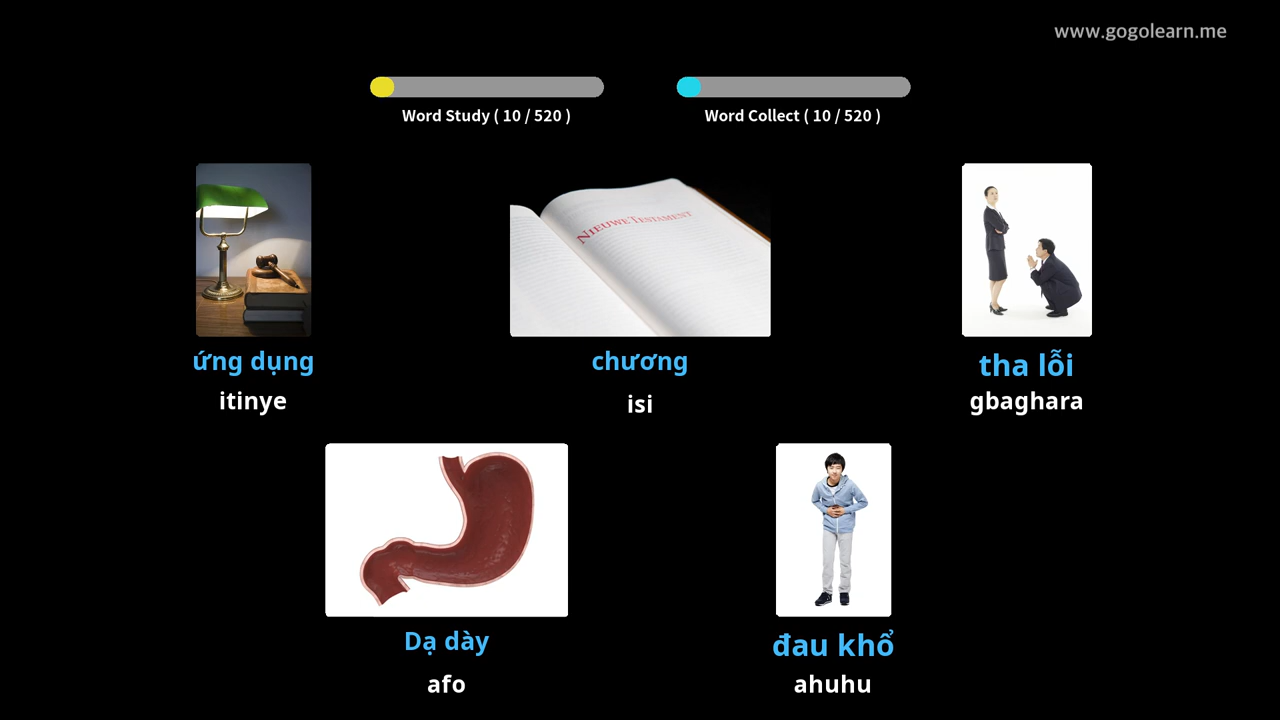 www.gogolearn.me
Word Study ( 10 / 520 )
Word Collect ( 10 / 520 )
NIEUWE TESTAMENT
ứng dụng
itinye
chương
isi
tha lỗi
gbaghara
Dạ dày
afo
đau khổ
ahuhu